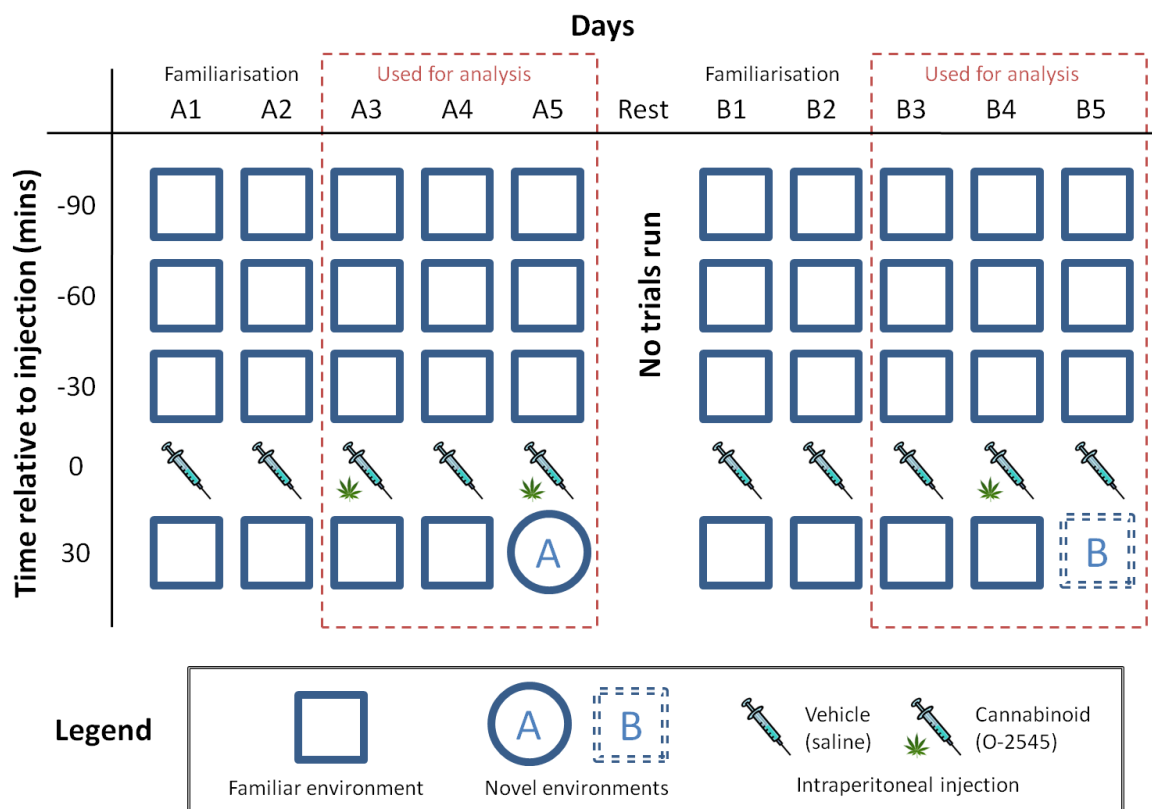 Days
Familiarisation
Used for analysis
Familiarisation
Used for analysis
A1 A2 A3 A4 A5 Rest B1 B2 B3 B4 B5
Time relative to injection (mins)
-90
-60
-30
0
30
No trials run
A
B
Legend
Familiar environment
A B
Novel environments
Vehicle
(saline)
Cannabinoid
(O-2545)
Intraperitoneal injection